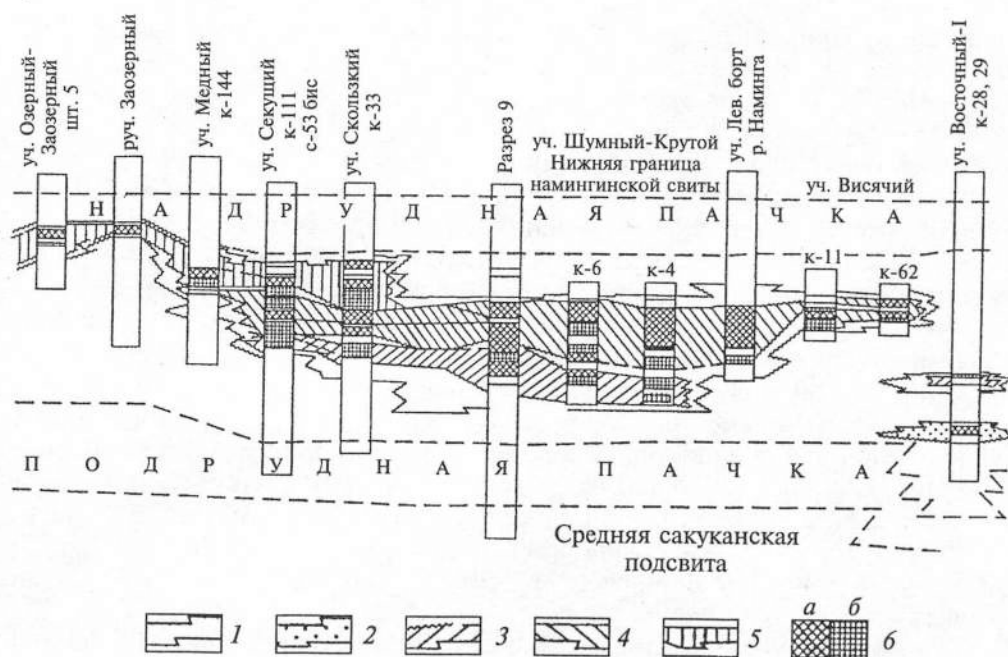 уч. Озерный-
Заозерный
шт. 5
руч. Заозерный
уч. Медный
к-144
уч. Секущий
к-111
с-53 бис
уч. Скользкий
к-33
Разрез 9
уч. Шумный-Крутой
Нижняя граница
намингинской свиты
уч. Лев. борт
р. Наминга
уч. Висячий
уч. Восточный-I
к-28, 29
Н А Д Р У Д Н А Я П А Ч К А
к-6
к-4
к-11
к-62
П О Д Р У Д Н А Я П А Ч К А
Средняя сакуканская
подсвита
а б
1 2 3 4 5 6